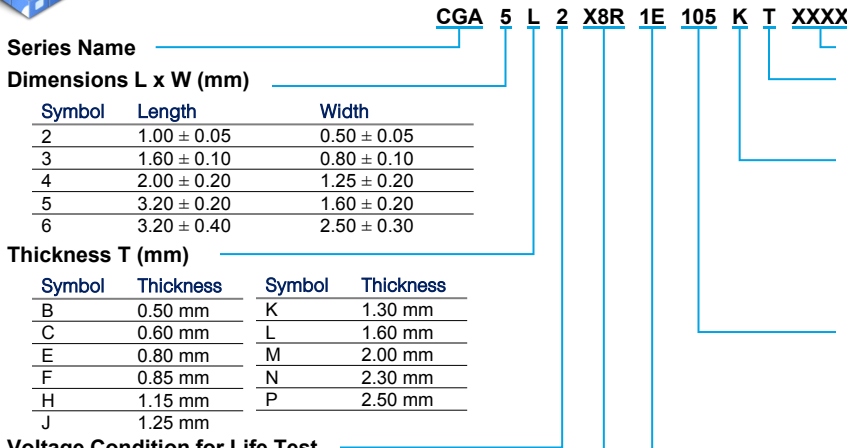 CGA 5 L 2 X8R 1E 105 K T XXXX
Series Name
Dimensions L x W (mm)
Symbol Length Width
2 1.00 ± 0.05 0.50 ± 0.05
3 1.60 ± 0.10 0.80 ± 0.10
4 2.00 ± 0.20 1.25 ± 0.20
5 3.20 ± 0.20 1.60 ± 0.20
6 3.20 ± 0.40 2.50 ± 0.30
Thickness T (mm)
Symbol Thickness Symbol Thickness
B 0.50 mm K 1.30 mm
C 0.60 mm L 1.60 mm
E 0.80 mm M 2.00 mm
F 0.85 mm N 2.30 mm
H 1.15 mm P 2.50 mm
J 1.25 mm
Voltage Condition for Life Test